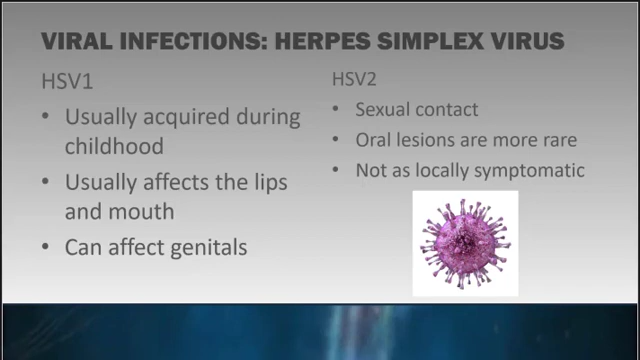 VIRAL INFECTIONS: HERPES SIMPLEX VIRUS
HSV1
• Usually acquired during
childhood
• Usually affects the lips
and mouth
• Can affect genitals
HSV2
• Sexual contact
• Oral lesions are more rare
• Not as locally symptomatic